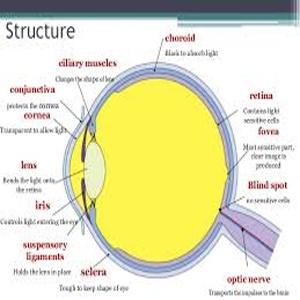 Structure
choroid
Black to absorb light
ciliary muscles
Changes the shape of lens
conjunctiva
protects the cornea
cornea
Transparent to allow light
retina
Contains light
sensitive cells
fovea
Most sensitive part,
clear image is
produced
lens
Bends the light onto
the retina
Blind spot
no sensitive cells
iris
Controls light entering the eye
suspensory
ligaments
Holds the lens in place
sclera
Tough to keep shape of eye
optic nerve
Transports the impulses to the brain